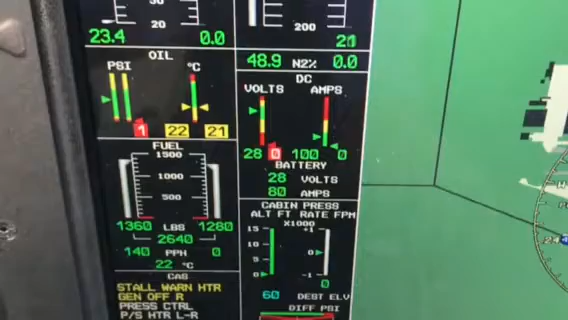 20
23.4 0.0
OIL
PSI °C
1 22 21
FUEL
1500
1000
500
1360 LBS 1280
2640
140 PPH 0
22 °C
CAS
STALL WARN HTR
GEN OFF R
PRESS CTRL
P/S HTR L-R
200
48.9 N2% 0.0
DC
VOLTS AMPS
28 0 100 0
BATTERY
28 VOLTS
80 AMPS
CABIN PRESS
ALT FT RATE FPM
X1000
15 +1
10
5 0
0 -1
0
60 DEST ELV
DIFF PSI
24